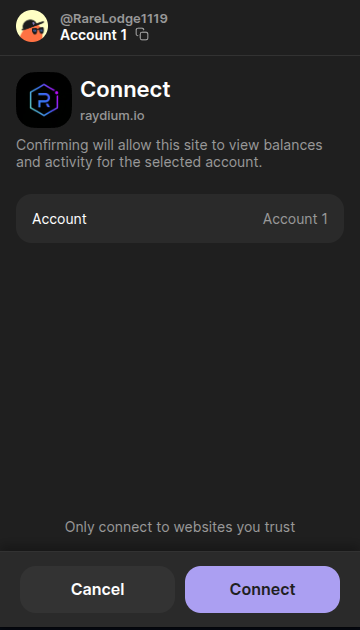 @RareLodge1119
Account 1
Connect
raydium.io
Confirming will allow this site to view balances
and activity for the selected account.
Account Account 1
Only connect to websites you trust
Cancel Connect